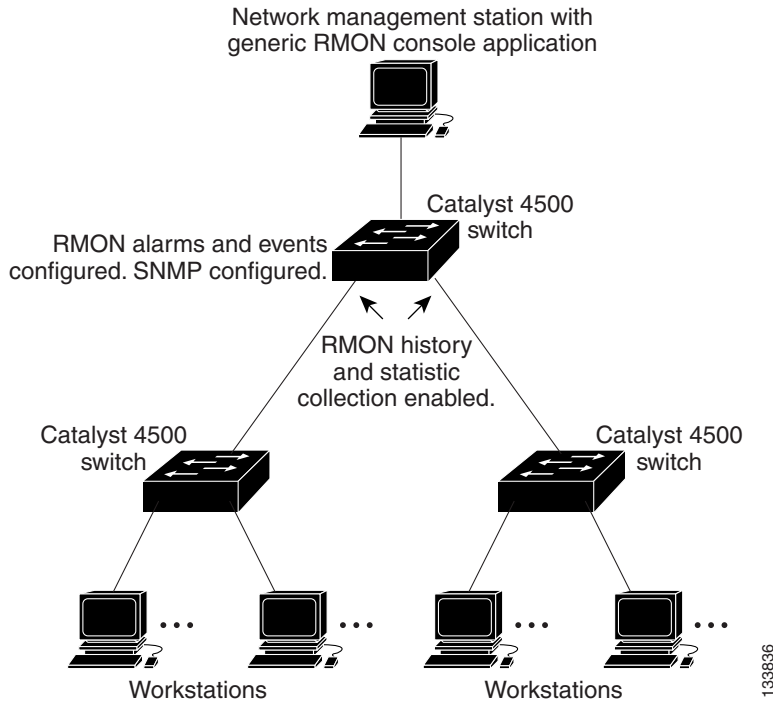 Network management station with
generic RMON console application
Catalyst 4500
switch
RMON alarms and events
configured. SNMP configured.
RMON history
and statistic
collection enabled.
Catalyst 4500
switch
Catalyst 4500
switch
Workstations
Workstations
133836